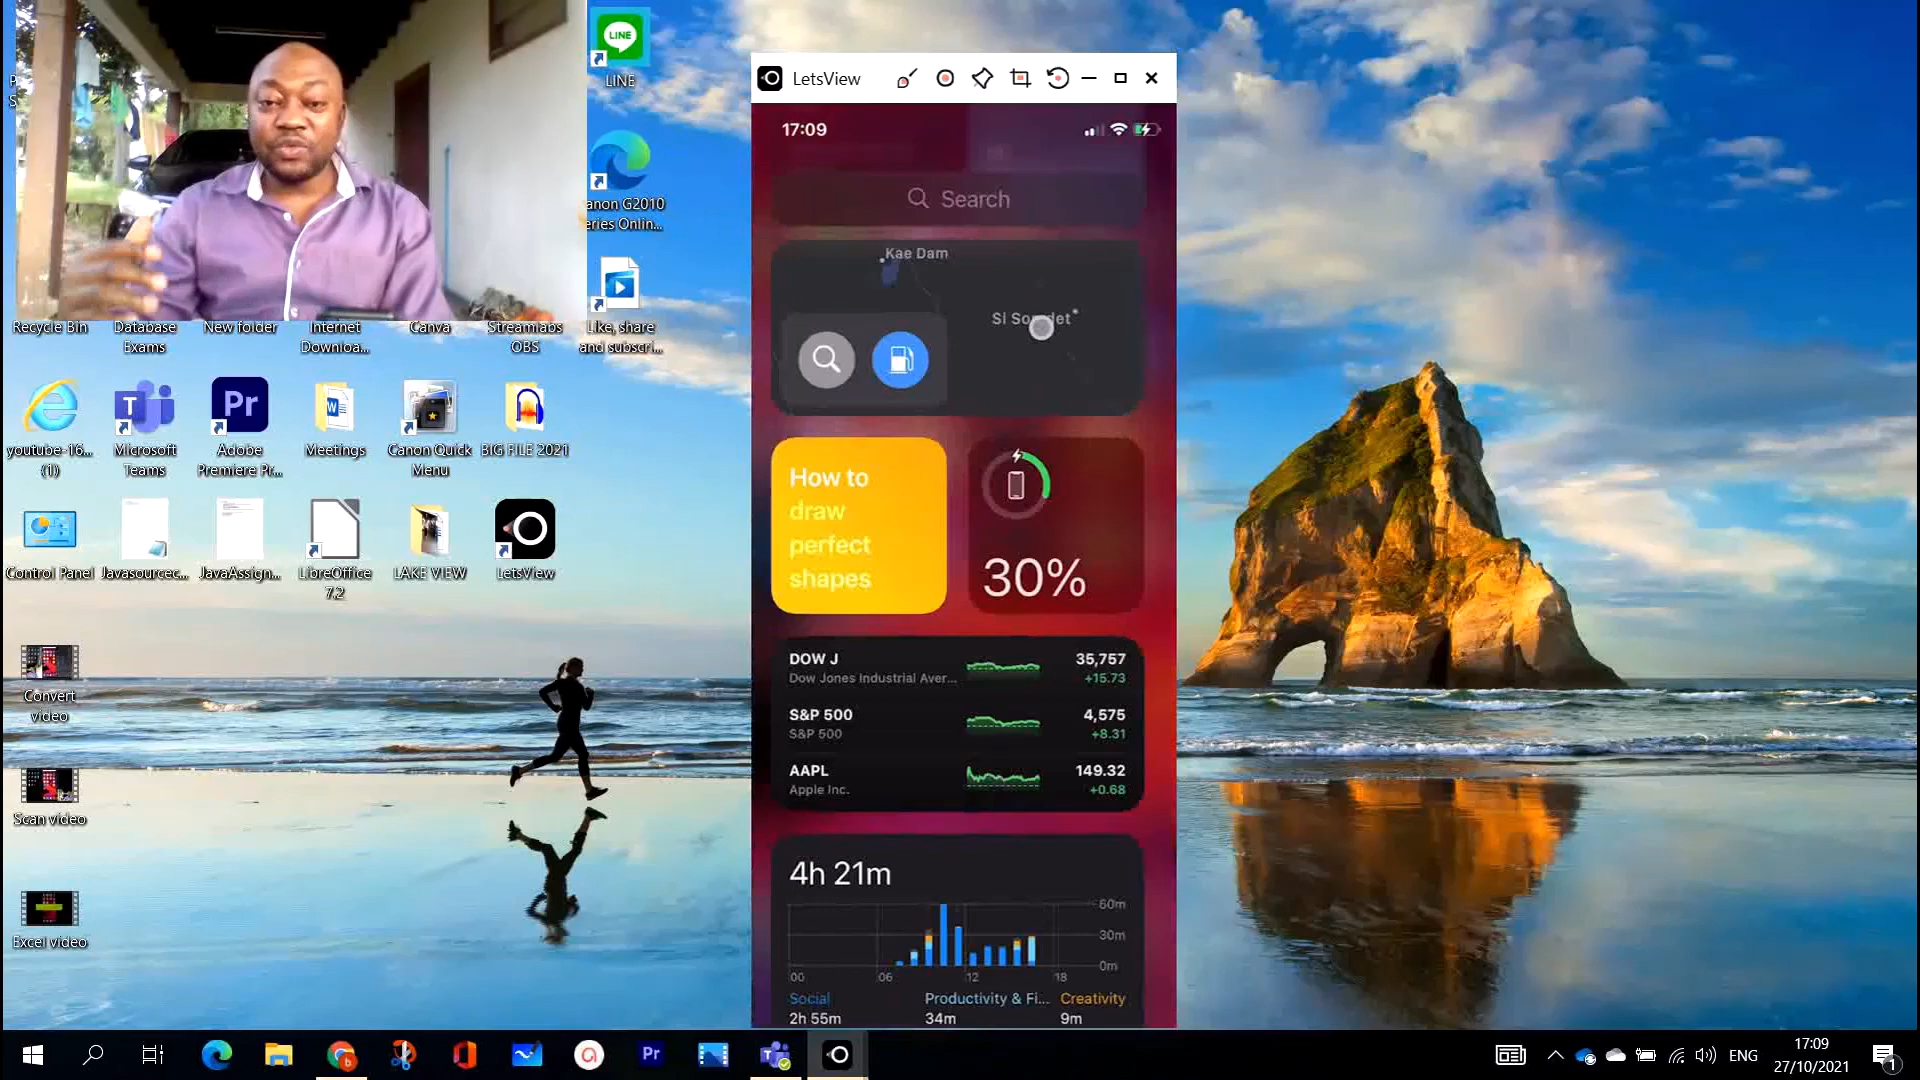 LINE
anon G2010
eries Onlin...
Recycle Bin
Database
Exams
New folder
Internet
Downloa...
Canva
Streamlabs
OBS
Like, share
and subscri...
youtube-16...
(1)
Microsoft
Teams
Adobe
Premiere Pr...
Meetings
Canon Quick
Menu
BIG FILE 2021
Control Panel
Javasourcec...
JavaAssign...
LibreOffice
7.2
LAKE VIEW
LetsView
Convert
video
Scan video
Excel video
LetsView
17:09
Search
Kae Dam
How to
draw
perfect
shapes
30%
DOW J
35,757
Dow Jones Industrial Aver...
+15.73
S&P 500
4,575
S&P 500
+8.31
AAPL
149.32
Apple Inc.
+0.68
4h 21m
60m
30m
0m
00
06
12
18
Social
Productivity & Fi...
Creativity
2h 55m
34m
9m
Pr
ENG
17:09
27/10/2021
1